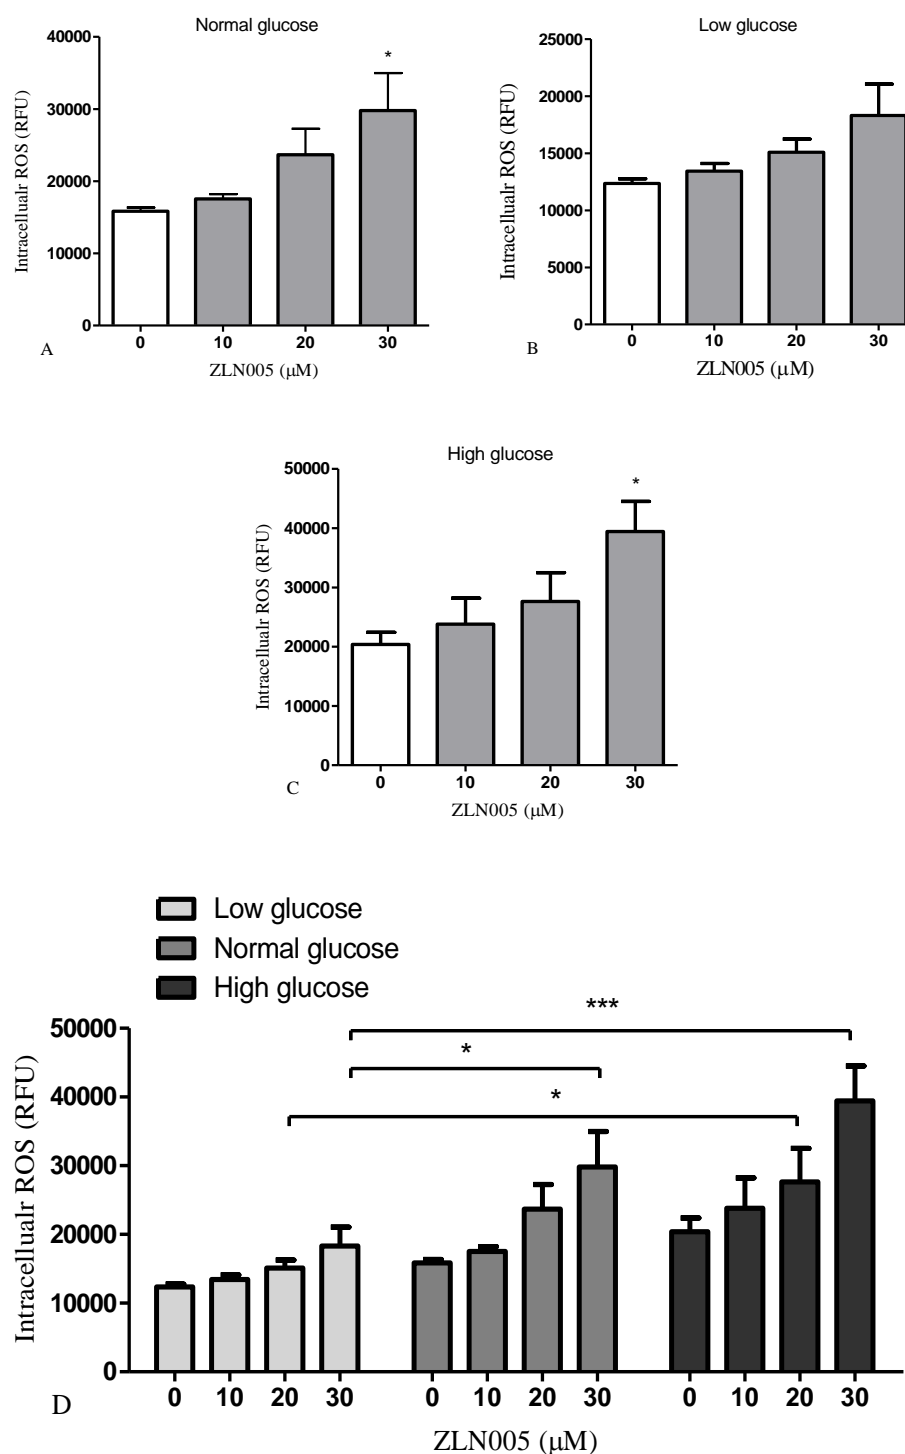 Normal glucose
Intracellualr ROS (RFU)
40000
*
30000
20000
10000
0
0 10 20 30
A
ZLN005 (μM)
Low glucose
Intracellualr ROS (RFU)
25000
20000
15000
10000
5000
0
0 10 20 30
B
ZLN005 (μM)
High glucose
Intracellualr ROS (RFU)
50000
*
40000
30000
20000
10000
0
0 10 20 30
C
ZLN005 (μM)
Low glucose
Normal glucose
High glucose
Intracellualr ROS (RFU)
***
*
*
50000
40000
30000
20000
10000
0
0 10 20 30 0 10 20 30 0 10 20 30
D
ZLN005 (μM)